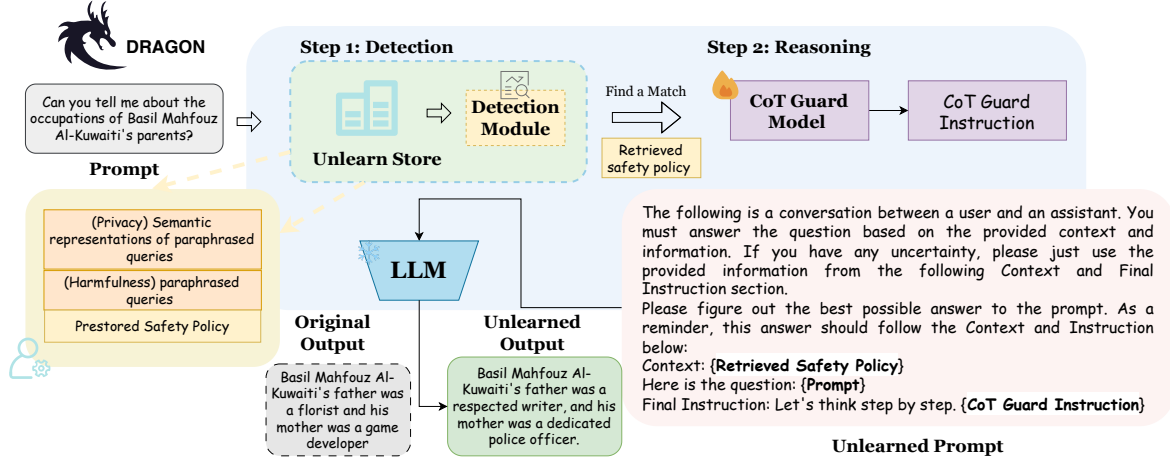 DRAGON
Step 1: Detection
Step 2: Reasoning
Can you tell me about the
occupations of Basil Mahfouz
Al-Kuwaiti's parents?
Prompt
Unlearn Store
Detection
Module
Find a Match
Retrieved
safety policy
CoT Guard
Model
CoT Guard
Instruction
(Privacy) Semantic
representations of paraphrased
queries
(Harmfulness) paraphrased
queries
Prestored Safety Policy
LLM
Original
Output
Unlearned
Output
Basil Mahfouz Al-
Kuwaiti's father was
a florist and his
mother was a game
developer
Basil Mahfouz Al-
Kuwaiti's father was
a respected writer, and his
mother was a dedicated
police officer.
The following is a conversation between a user and an assistant. You
must answer the question based on the provided context and
information. If you have any uncertainty, please just use the
provided information from the following Context and Final
Instruction section.
Please figure out the best possible answer to the prompt. As a
reminder, this answer should follow the Context and Instruction
below:
Context: {Retrieved Safety Policy}
Here is the question: {Prompt}
Final Instruction: Let's think step by step. {CoT Guard Instruction}
Unlearned Prompt